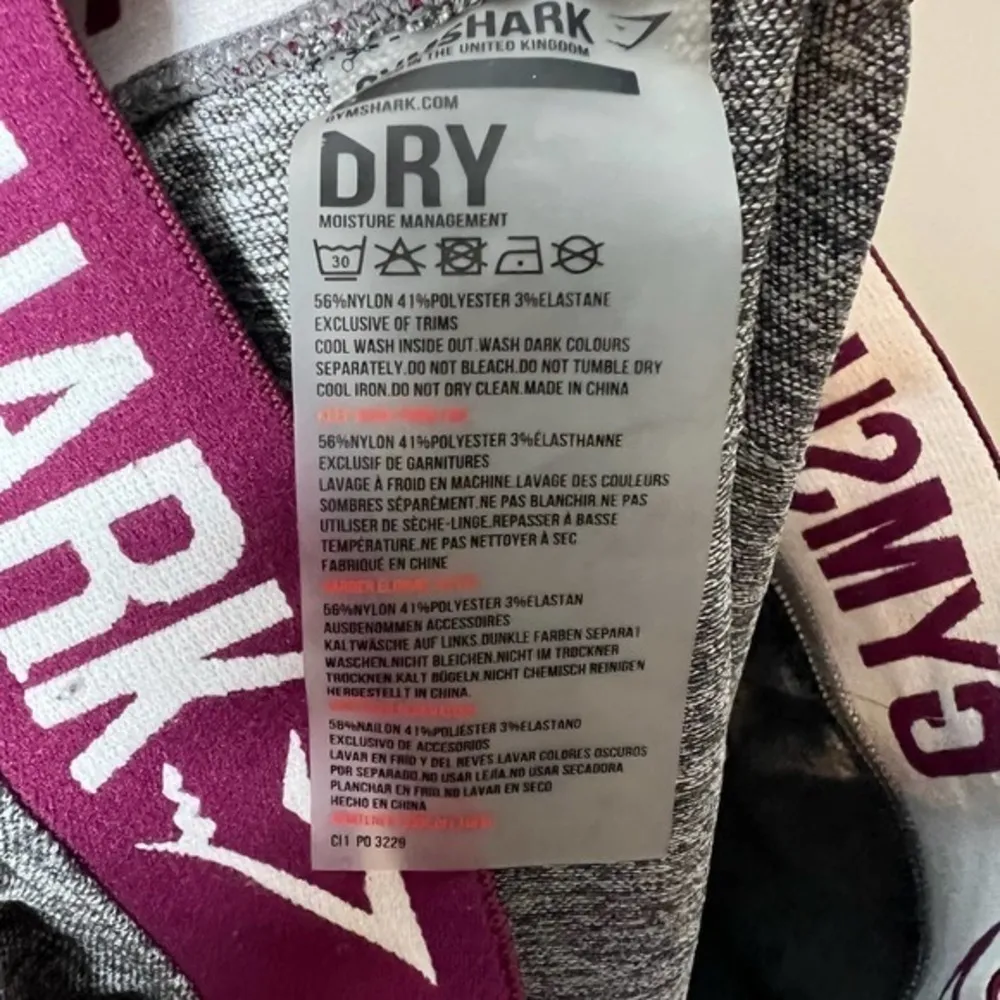 GYMSHARK
IN THE UNITED KINGDOM
GYMSHARK.COM
DRY
MOISTURE MANAGEMENT
30
56%NYLON 41%POLYESTER 3%ELASTANE
EXCLUSIVE OF TRIMS
COOL WASH INSIDE OUT.WASH DARK COLOURS
SEPARATELY.DO NOT BLEACH.DO NOT TUMBLE DRY
COOL IRON.DO NOT DRY CLEAN.MADE IN CHINA
56%NYLON 41%POLYESTER 3%ÉLASTHANNE
EXCLUSIF DE GARNITURES
LAVAGE À FROID EN MACHINE.LAVAGE DES COULEURS
SOMBRES SÉPARÉMENT.NE PAS BLANCHIR.NE PAS
UTILISER DE SÈCHE-LINGE.REPASSER À BASSE
TEMPÉRATURE.NE PAS NETTOYER À SEC
FABRIQUÉ EN CHINE
56%NYLON 41%POLYESTER 3%ELASTAN
AUSGENOMMEN ACCESSOIRES
KALTWÄSCHE AUF LINKS.DUNKLE FARBEN SEPARAT
WASCHEN.NICHT BLEICHEN.NICHT IM TROCKNER
TROCKNEN.KALT BÜGELN.NICHT CHEMISCH REINIGEN
HERGESTELLT IN CHINA.
56%NAILON 41%POLIESTER 3%ELASTANO
EXCLUSIVO DE ACCESORIOS
LAVAR EN FRIO Y DEL REVÉS.LAVAR COLORES OSCUROS
POR SEPARADO.NO USAR LEJIA.NO USAR SECADORA
PLANCHAR EN FRIO.NO LAVAR EN SECO
HECHO EN CHINA
CI1 PO 3229
HARK
GYMSH